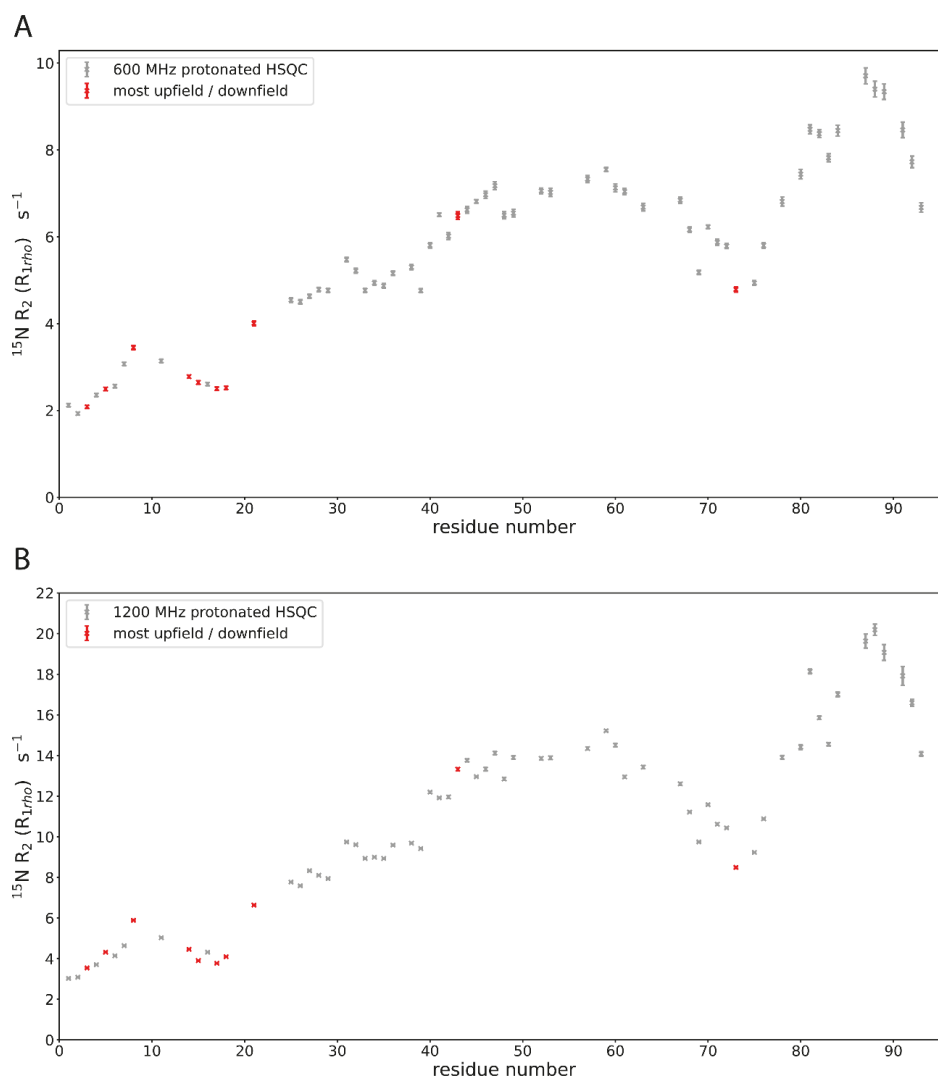 A
10
8
6
4
2
0
¹⁵N R₂ (R₁rho) s⁻¹
600 MHz protonated HSQC
most upfield / downfield
0 10 20 30 40 50 60 70 80 90
residue number
B
22
20
18
16
14
12
10
8
6
4
2
0
¹⁵N R₂ (R₁rho) s⁻¹
1200 MHz protonated HSQC
most upfield / downfield
0 10 20 30 40 50 60 70 80 90
residue number